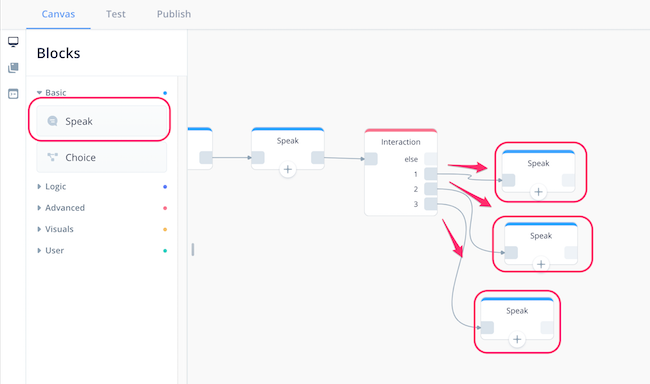 Canvas
Test
Publish
Blocks
Basic
Speak
Choice
Logic
Advanced
Visuals
User
Speak
Interaction
else
1
2
3
Speak
Speak
Speak